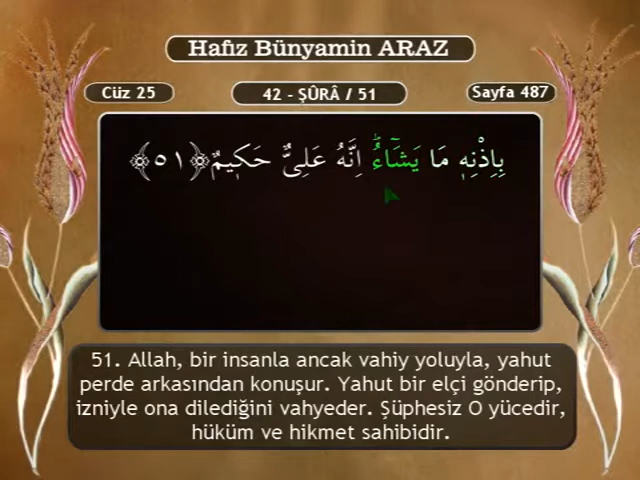 Hafız Bünyamin ARAZ
Cüz 25
42 - ŞÛRÂ / 51
Sayfa 487
بِاِذْنِه۪ مَا يَشَٓاءُۜ اِنَّهُ عَلِيٌّ حَك۪يمٌ ﴿٥١﴾
51. Allah, bir insanla ancak vahiy yoluyla, yahut
perde arkasından konuşur. Yahut bir elçi gönderip,
izniyle ona dilediğini vahyeder. Şüphesiz O yücedir,
hüküm ve hikmet sahibidir.